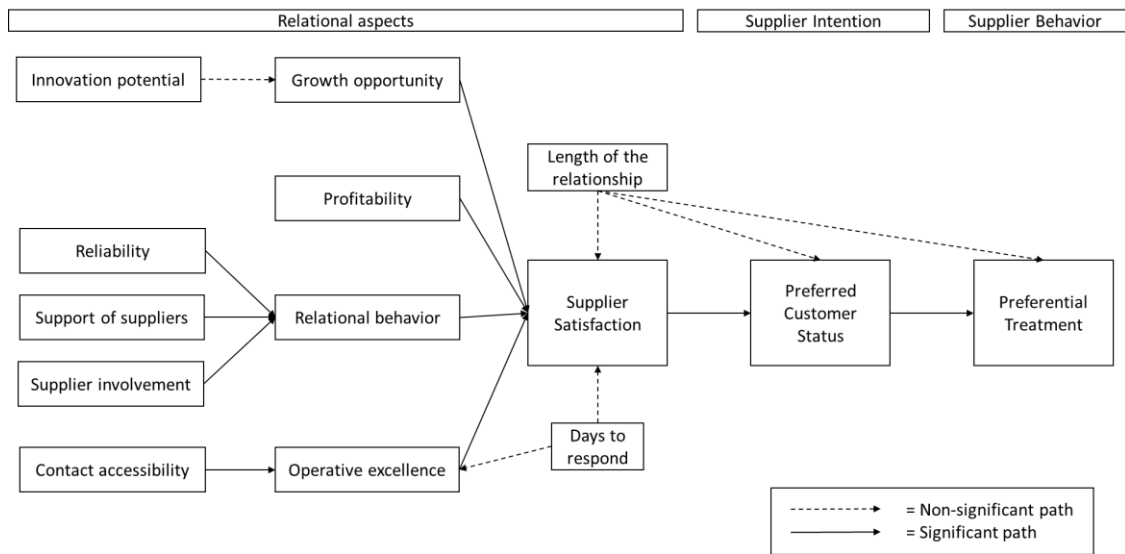 Relational aspects
Supplier Intention
Supplier Behavior
Innovation potential
Growth opportunity
Length of the
relationship
Profitability
Reliability
Support of suppliers
Relational behavior
Supplier
Satisfaction
Preferred
Customer
Status
Preferential
Treatment
Supplier involvement
Days to
respond
Contact accessibility
Operative excellence
= Non-significant path
= Significant path